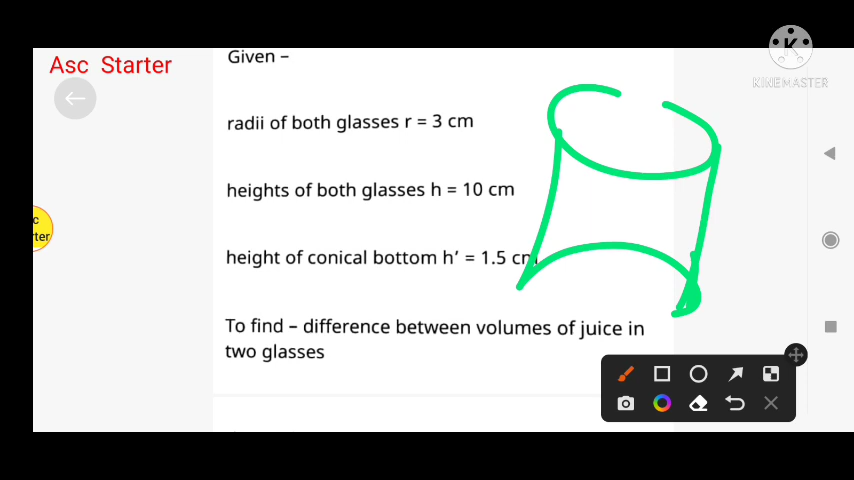 Asc Starter
K
KINEMASTER
Given –
radii of both glasses r = 3 cm
heights of both glasses h = 10 cm
c
rter
height of conical bottom h′ = 1.5 cm
To find – difference between volumes of juice in
two glasses